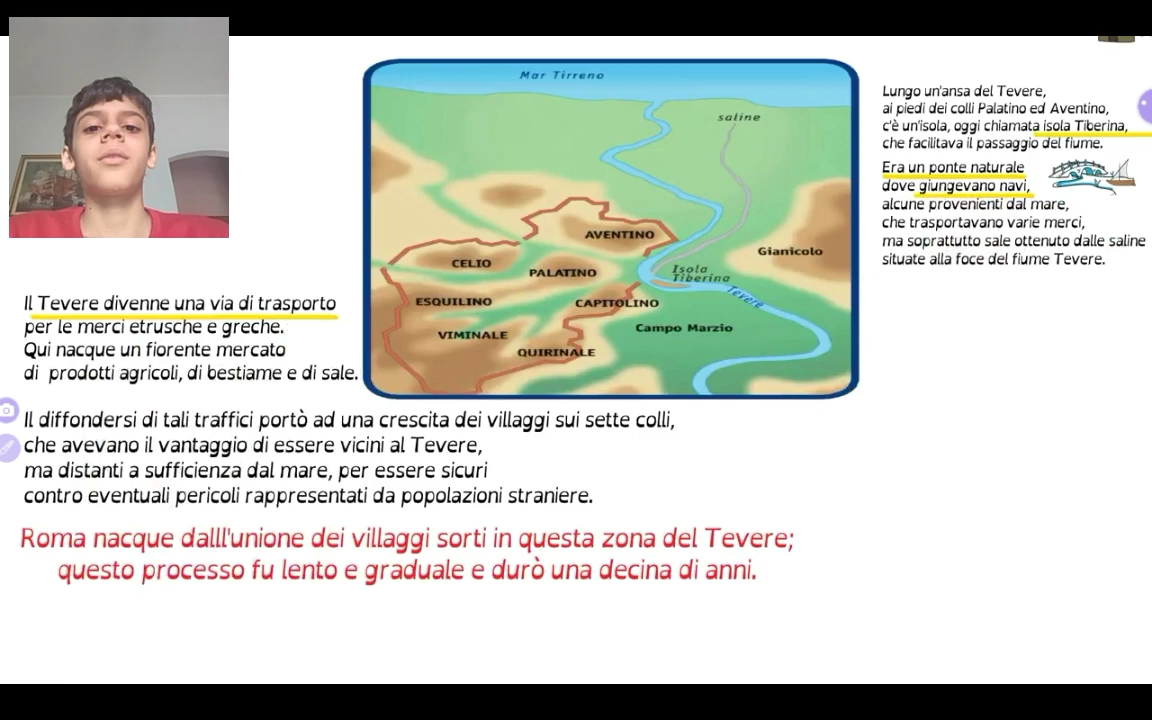 Mar Tirreno
saline
AVENTINO
Gianicolo
CELIO
PALATINO
Isola
Tiberina
Tevere
ESQUILINO
CAPITOLINO
VIMINALE
Campo Marzio
QUIRINALE
Lungo un'ansa del Tevere,
ai piedi dei colli Palatino ed Aventino,
c'è un'isola, oggi chiamata isola Tiberina,
che facilitava il passaggio del fiume.
Era un ponte naturale
dove giungevano navi,
alcune provenienti dal mare,
che trasportavano varie merci,
ma soprattutto sale ottenuto dalle saline
situate alla foce del fiume Tevere.
Il Tevere divenne una via di trasporto
per le merci etrusche e greche.
Qui nacque un fiorente mercato
di prodotti agricoli, di bestiame e di sale.
Il diffondersi di tali traffici portò ad una crescita dei villaggi sui sette colli,
che avevano il vantaggio di essere vicini al Tevere,
ma distanti a sufficienza dal mare, per essere sicuri
contro eventuali pericoli rappresentati da popolazioni straniere.
Roma nacque dalll'unione dei villaggi sorti in questa zona del Tevere;
questo processo fu lento e graduale e durò una decina di anni.